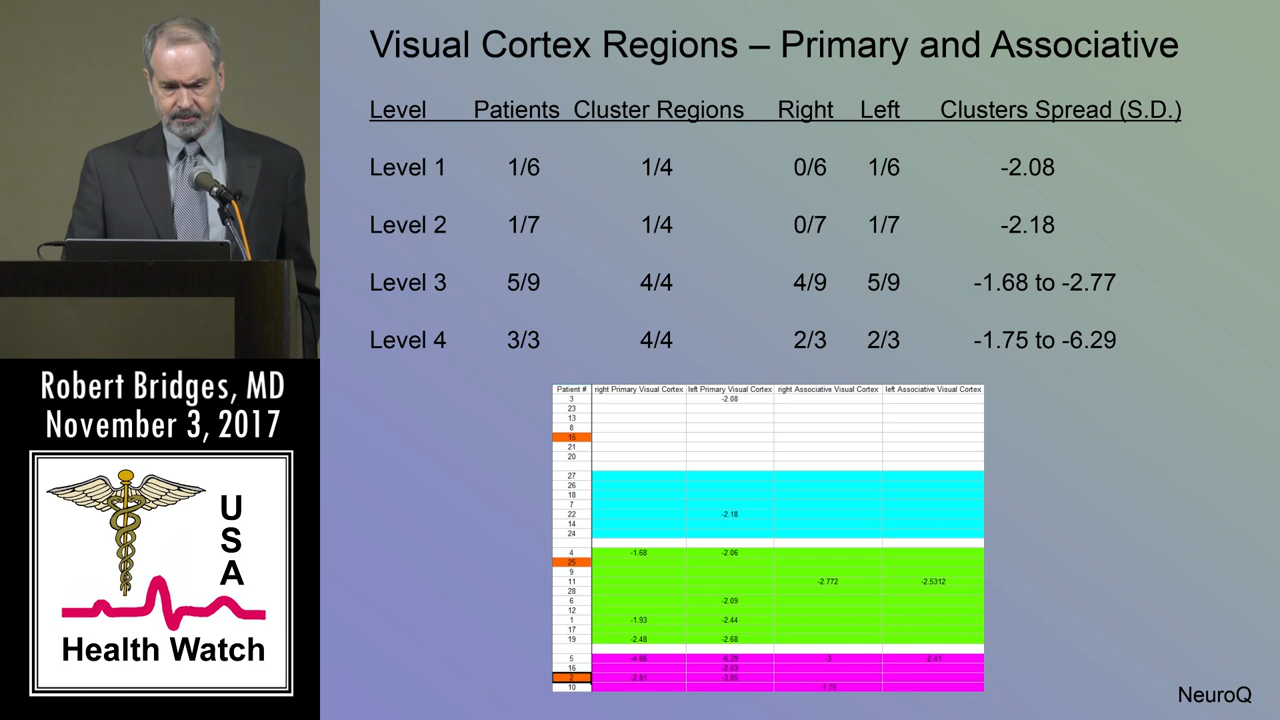 Visual Cortex Regions – Primary and Associative
Level Patients Cluster Regions Right Left Clusters Spread (S.D.)
Level 1 1/6 1/4 0/6 1/6 -2.08
Level 2 1/7 1/4 0/7 1/7 -2.18
Level 3 5/9 4/4 4/9 5/9 -1.68 to -2.77
Level 4 3/3 4/4 2/3 2/3 -1.75 to -6.29
Patient # right Primary Visual Cortex left Primary Visual Cortex right Associative Visual Cortex left Associative Visual Cortex
3 -2.08
23
13
8
15
21
20
27
26
18
7
22 -2.18
14
24
4 -1.68 -2.06
25
9
11 -2.772 -2.5312
28
6 -2.09
12
1 -1.93 -2.44
17
19 -2.48 -2.68
5 -6.29 -3 -2.41
16
2 -2.91
10 -1.75
NeuroQ
Robert Bridges, MD
November 3, 2017
USA
Health Watch